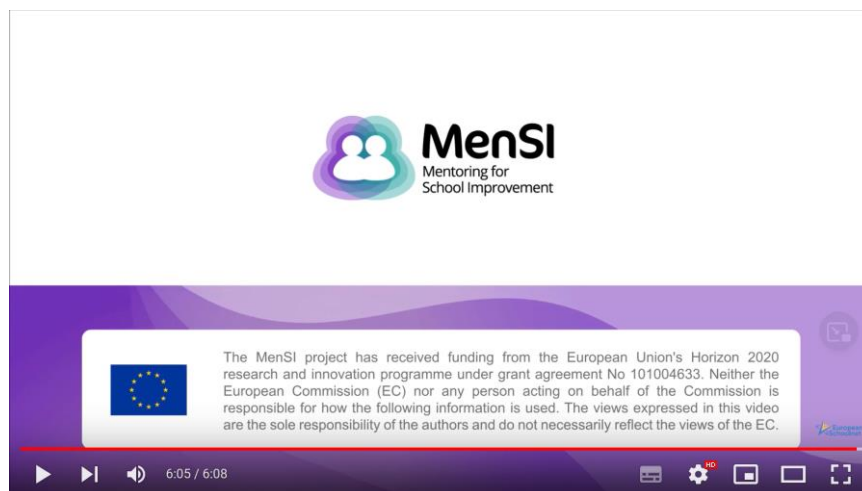 MenSI
Mentoring for
School Improvement
The MenSI project has received funding from the European Union's Horizon 2020
research and innovation programme under grant agreement No 101004633. Neither the
European Commission (EC) nor any person acting on behalf of the Commission is
responsible for how the following information is used. The views expressed in this video
are the sole responsibility of the authors and do not necessarily reflect the views of the EC.
European
Schoolnet
6:05 / 6:08
HD